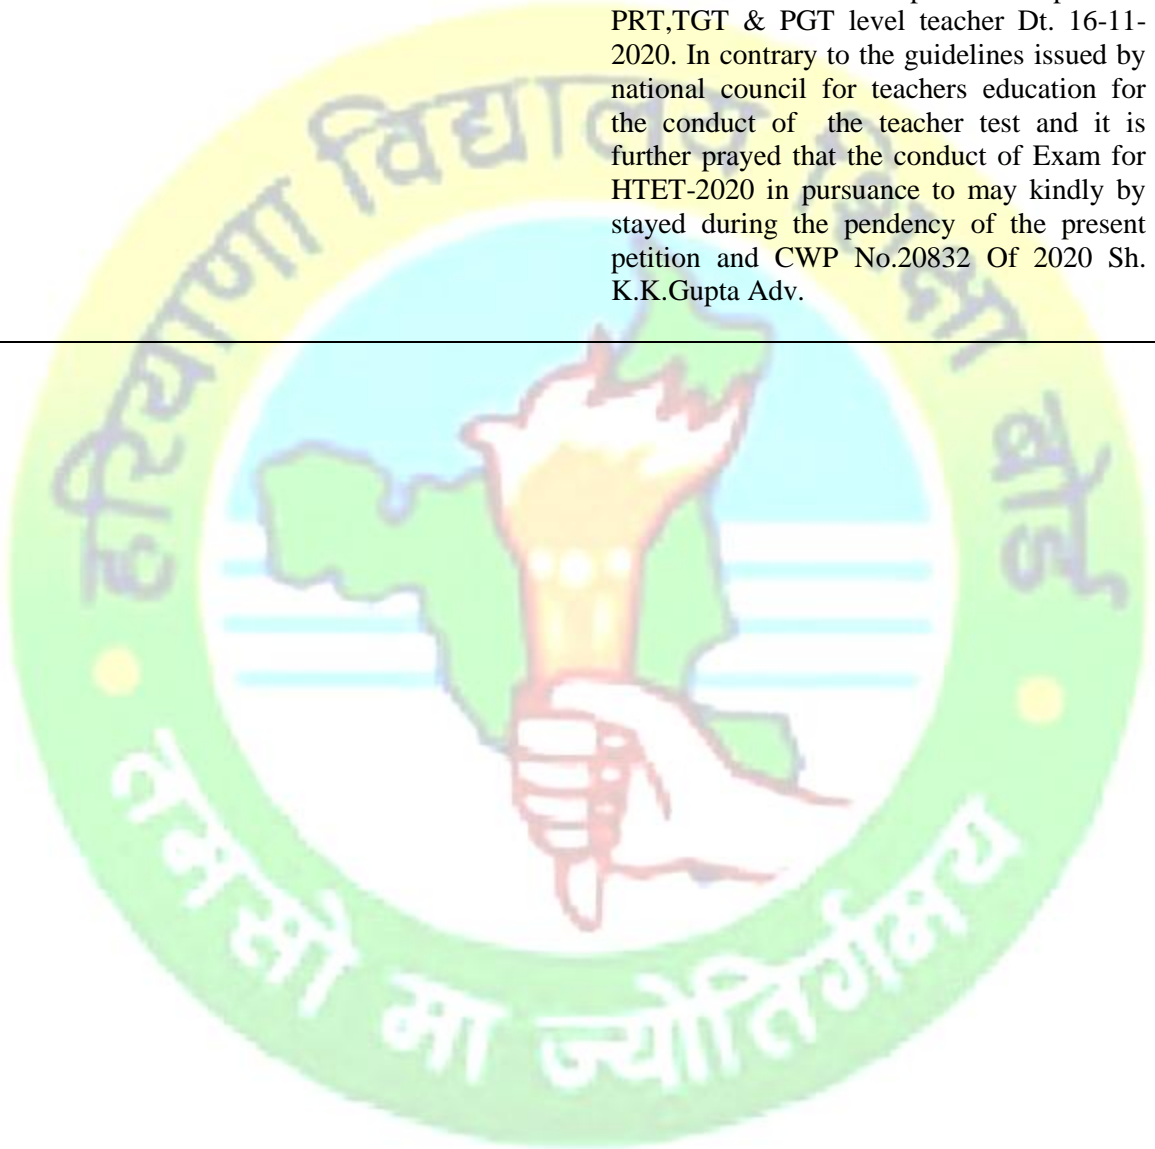 PRT,TGT & PGT level teacher Dt. 16-11-
2020. In contrary to the guidelines issued by
national council for teachers education for
the conduct of the teacher test and it is
further prayed that the conduct of Exam for
HTET-2020 in pursuance to may kindly by
stayed during the pendency of the present
petition and CWP No.20832 Of 2020 Sh.
K.K.Gupta Adv.
हरियाणा विद्यालय शिक्षा बोर्ड
तमसो मा ज्योतिर्गमय